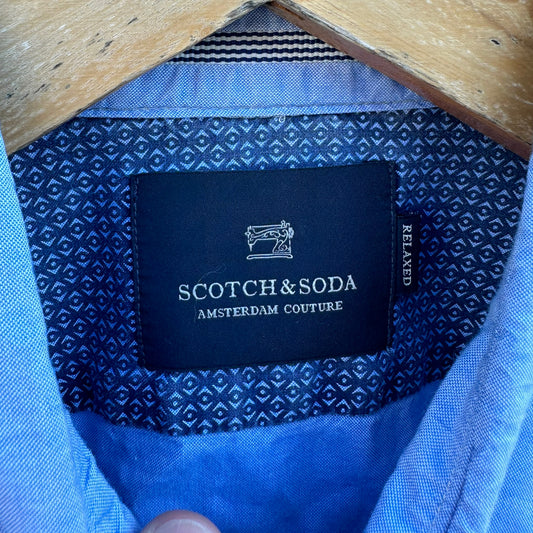 SCOTCH & SODA
AMSTERDAM COUTURE
RELAXED